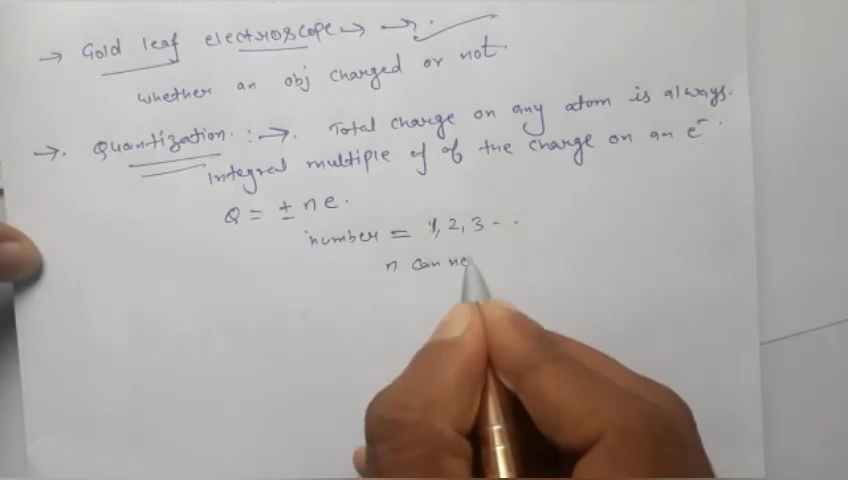 → Gold leaf electroscope → →.
whether an obj charged or not.
→. Quantization. : →. Total charge on any atom is always.
Integral multiple of of the charge on an e⁻.
Q = ± n e.
number = 1, 2, 3 - - .
n can ne